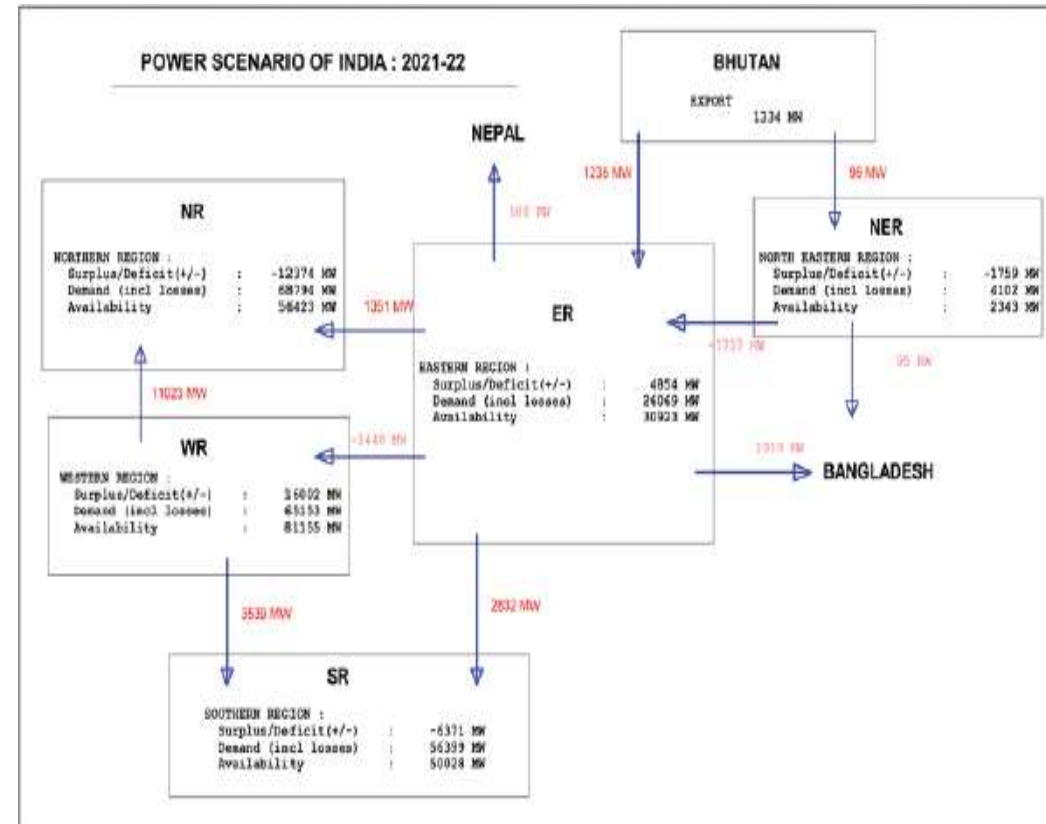 POWER SCENARIO OF INDIA : 2021-22
BHUTAN
EXPORT
1334 MW
NEPAL
1236 MW
MW
MW
NR
NORTHERN REGION :
Surplus/Deficit(+/-) : -12374 MW
Demand (incl losses) : MW
Availability : 56423 MW
NER
NORTH EASTERN REGION :
Surplus/Deficit(+/-) : -1759 MW
Demand (incl losses) : 4102 MW
Availability : 2343 MW
1351 MW
ER
MW
MW
EASTERN REGION :
Surplus/Deficit(+/-) : 4854 MW
Demand (incl losses) : 26069 MW
Availability : 30923 MW
11023 MW
MW
MW
BANGLADESH
WR
WESTERN REGION :
Surplus/Deficit(+/-) : 16002 MW
Demand (incl losses) : 65153 MW
Availability : 81155 MW
3539 MW
2832 MW
SR
SOUTHERN REGION :
Surplus/Deficit(+/-) : -6371 MW
Demand (incl losses) : 56399 MW
Availability : 50028 MW